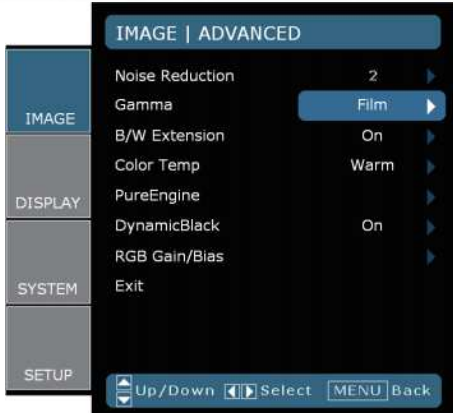 IMAGE | ADVANCED
IMAGE
DISPLAY
SYSTEM
SETUP
Noise Reduction 2
Gamma Film
B/W Extension On
Color Temp Warm
PureEngine
DynamicBlack On
RGB Gain/Bias
Exit
Up/Down Select MENU Back